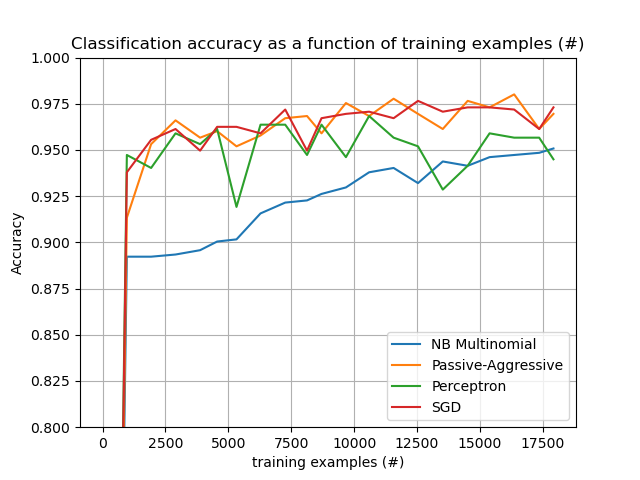 Classification accuracy as a function of training examples (#)
1.000
0.975
0.950
0.925
0.900
0.875
0.850
0.825
0.800
Accuracy
NB Multinomial
Passive-Aggressive
Perceptron
SGD
0 2500 5000 7500 10000 12500 15000 17500
training examples (#)